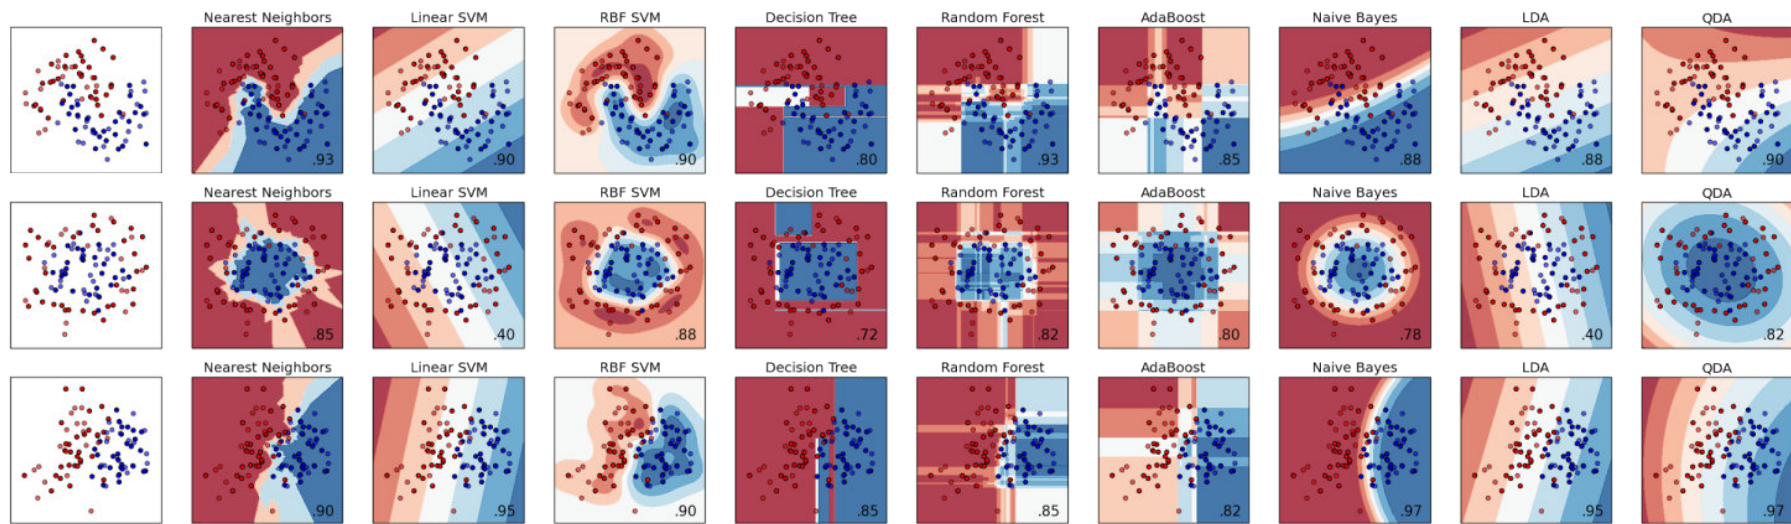 Nearest Neighbors Linear SVM RBF SVM Decision Tree Random Forest AdaBoost Naive Bayes LDA QDA
.93 .90 .90 .80 .93 .85 .88 .88 .90
Nearest Neighbors Linear SVM RBF SVM Decision Tree Random Forest AdaBoost Naive Bayes LDA QDA
.85 .40 .88 .72 .82 .80 .78 .40 .82
Nearest Neighbors Linear SVM RBF SVM Decision Tree Random Forest AdaBoost Naive Bayes LDA QDA
.90 .95 .90 .85 .85 .82 .97 .95 .97